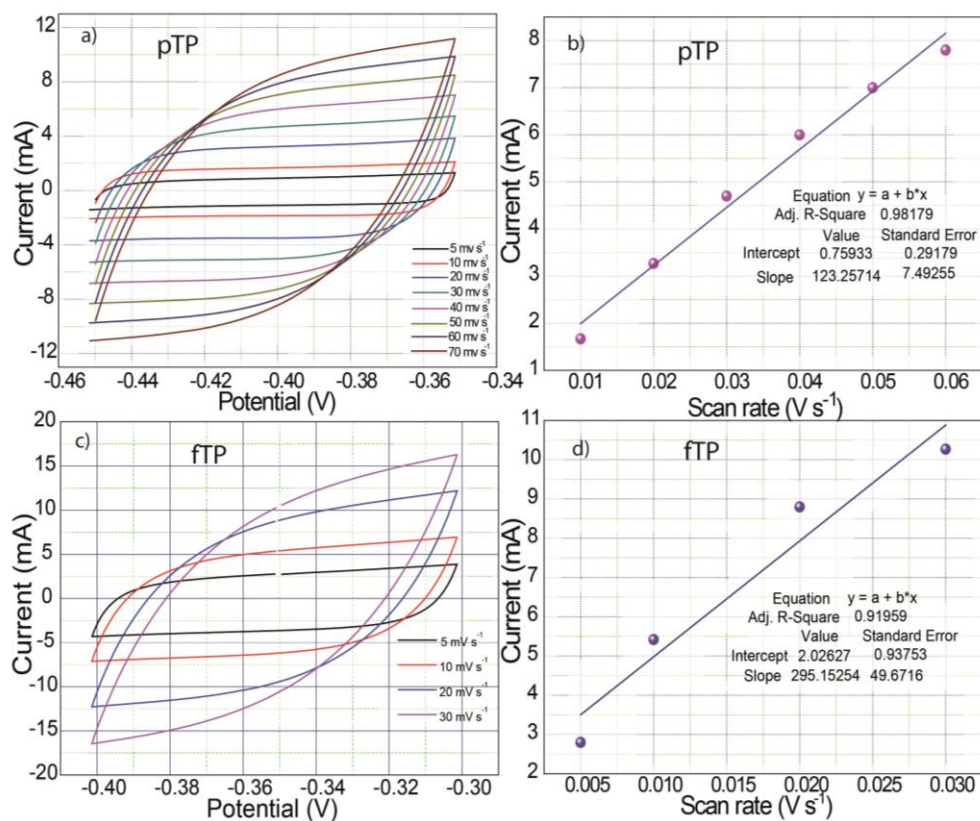 a)
pTP
12
8
4
0
-4
-8
-12
Current (mA)
5 mv s⁻¹
10 mv s⁻¹
20 mv s⁻¹
30 mv s⁻¹
40 mv s⁻¹
50 mv s⁻¹
60 mv s⁻¹
70 mv s⁻¹
-0.46 -0.44 -0.42 -0.40 -0.38 -0.36 -0.34
Potential (V)
b)
pTP
8
7
6
5
4
3
2
1
Current (mA)
Equation y = a + b*x
Adj. R-Square 0.98179
Value Standard Error
Intercept 0.75933 0.29179
Slope 123.25714 7.49255
0.01 0.02 0.03 0.04 0.05 0.06
Scan rate (V s⁻¹)
c)
fTP
20
15
10
5
0
-5
-10
-15
-20
Current (mA)
5 mV s⁻¹
10 mV s⁻¹
20 mV s⁻¹
30 mV s⁻¹
-0.40 -0.38 -0.36 -0.34 -0.32 -0.30
Potential (V)
d)
fTP
11
10
9
8
7
6
5
4
3
2
Current (mA)
Equation y = a + b*x
Adj. R-Square 0.91959
Value Standard Error
Intercept 2.02627 0.93753
Slope 295.15254 49.6716
0.005 0.010 0.015 0.020 0.025 0.030
Scan rate (V s⁻¹)